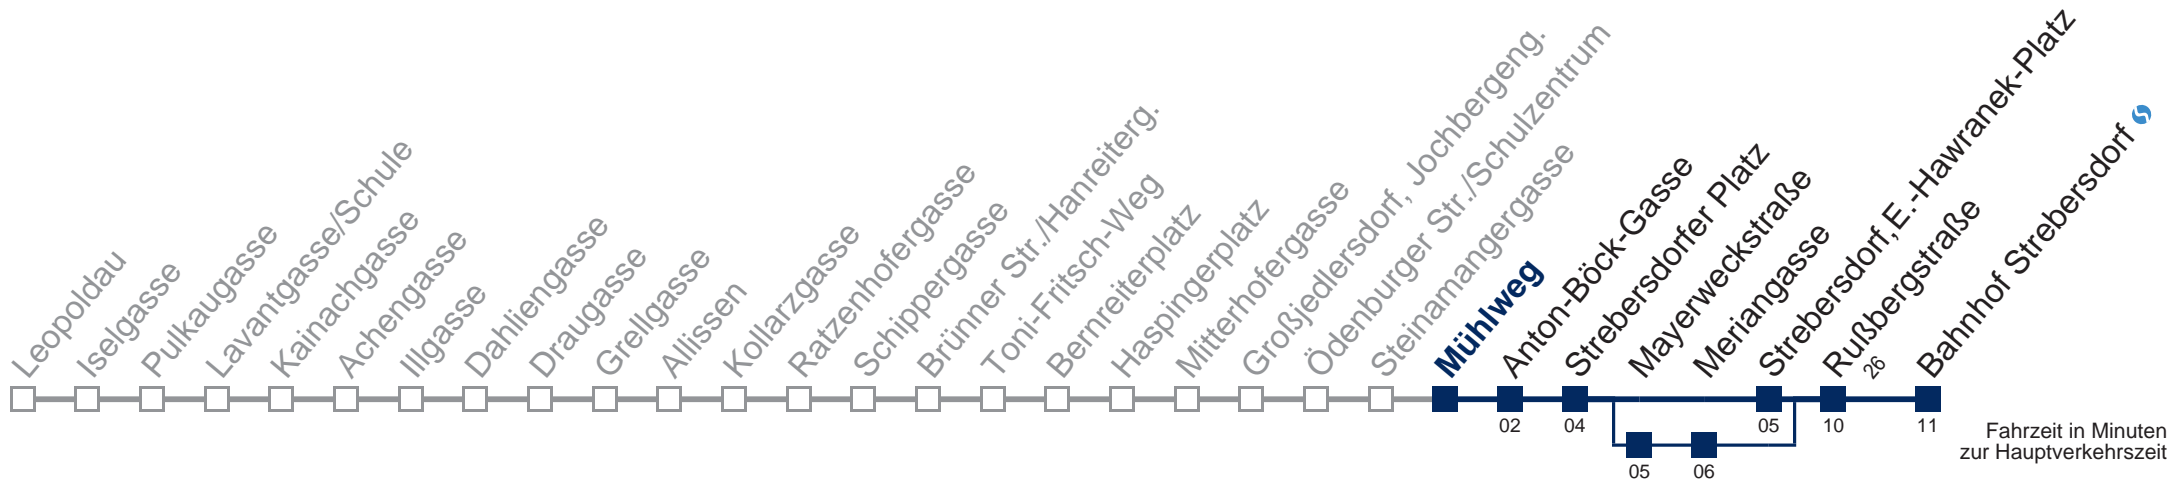 Leopoldau
Iselgasse
Pulkaugasse
Lavantgasse/Schule
Kainachgasse
Achengasse
Illgasse
Dahliengasse
Draugasse
Grellgasse
Allissen
Kollarzgasse
Ratzenhofergasse
Schippergasse
Brünner Str./Hanreiterg.
Toni-Fritsch-Weg
Bernreiterplatz
Haspingerplatz
Mitterhofergasse
Großjedlersdorf, Jochbergeng.
Ödenburger Str./Schulzentrum
Steinamangergasse
Mühlweg
Anton-Böck-Gasse
Strebersdorfer Platz
Mayerweckstraße
Meriangasse
Strebersdorf,E.-Hawranek-Platz
Rußbergstraße
26
Bahnhof Strebersdorf
02
04
05
10
11
05
06
Fahrzeit in Minuten
zur Hauptverkehrszeit